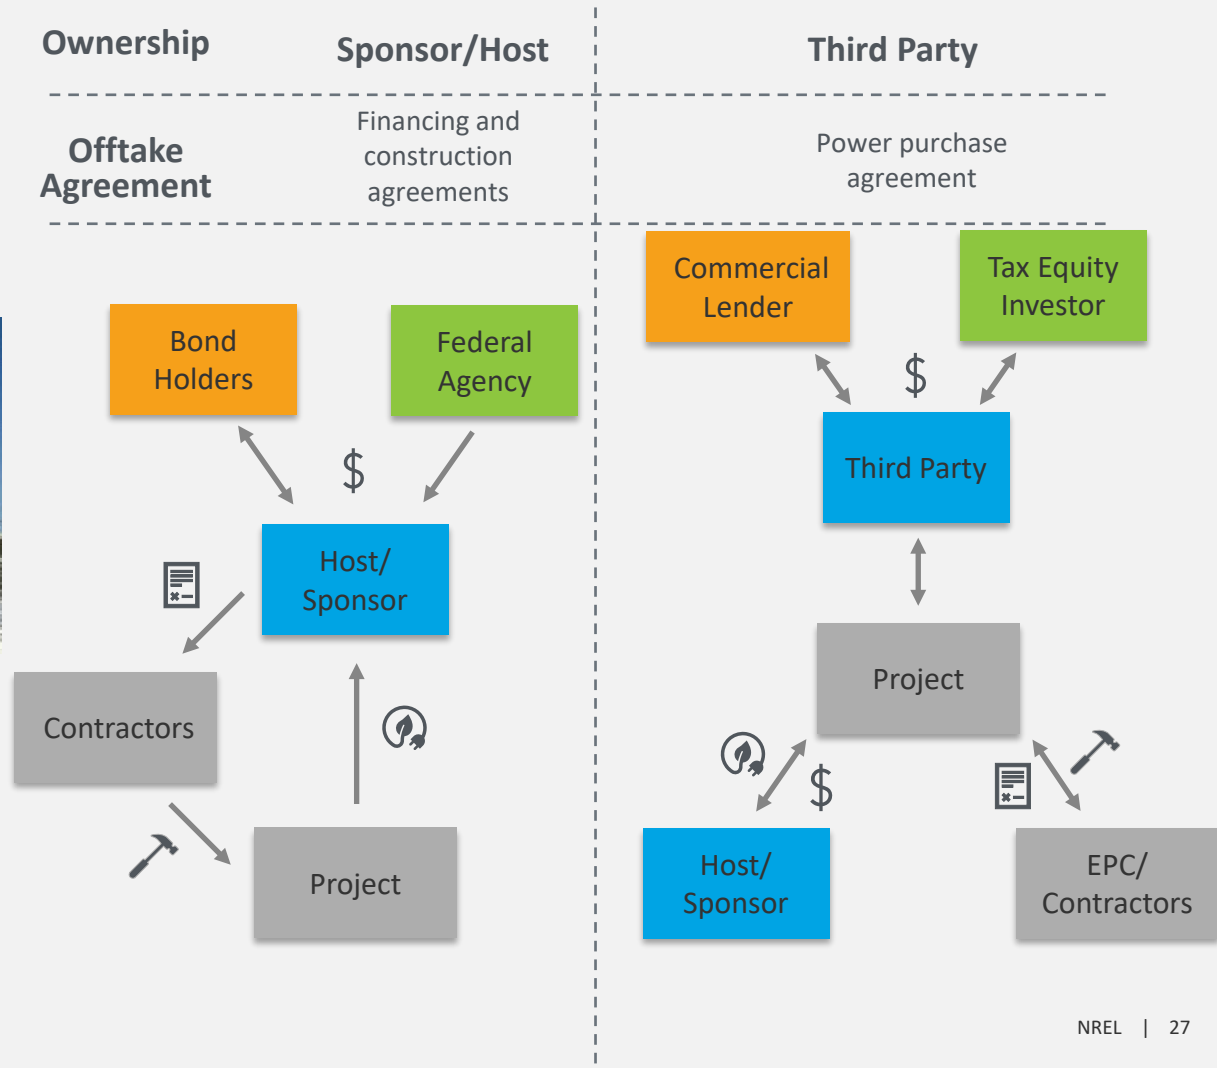 Ownership
Sponsor/Host
Third Party
Offtake
Agreement
Financing and
construction
agreements
Power purchase
agreement
Bond
Holders
Federal
Agency
$
Host/
Sponsor
Contractors
Project
Commercial
Lender
Tax Equity
Investor
$
Third Party
Project
$
Host/
Sponsor
EPC/
Contractors
NREL | 27